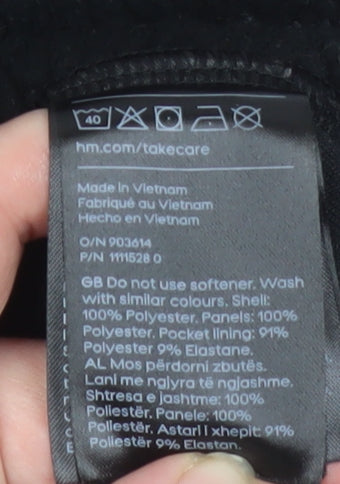 40
hm.com/takecare
Made in Vietnam
Fabriqué au Vietnam
Hecho en Vietnam
O/N 903614
P/N 1111528 0
GB Do not use softener. Wash
with similar colours. Shell:
100% Polyester. Panels: 100%
Polyester. Pocket lining: 91%
Polyester 9% Elastane.
AL Mos përdorni zbutës.
Lani me ngjyra të ngjashme.
Shtresa e jashtme: 100%
Poliestër. Panele: 100%
Poliestër. Astari i xhepit: 91%
Poliestër 9% Elastan.